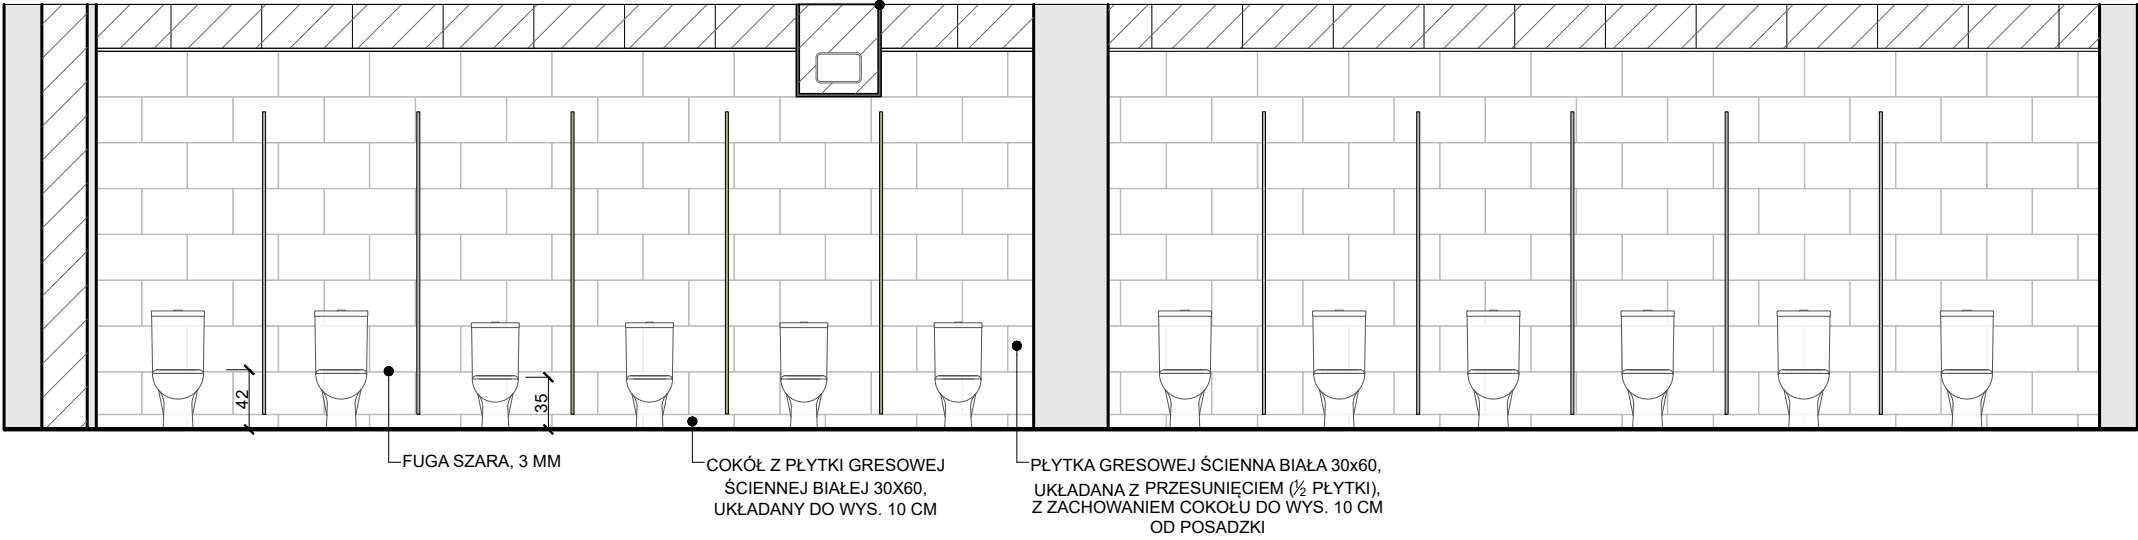 42
35
FUGA SZARA, 3 MM
COKÓŁ Z PŁYTKI GRESOWEJ
ŚCIENNEJ BIAŁEJ 30X60,
UKŁADANY DO WYS. 10 CM
PŁYTKA GRESOWEJ ŚCIENNA BIAŁA 30x60,
UKŁADANA Z PRZESUNIĘCIEM (½ PŁYTKI),
Z ZACHOWANIEM COKOŁU DO WYS. 10 CM
OD POSADZKI